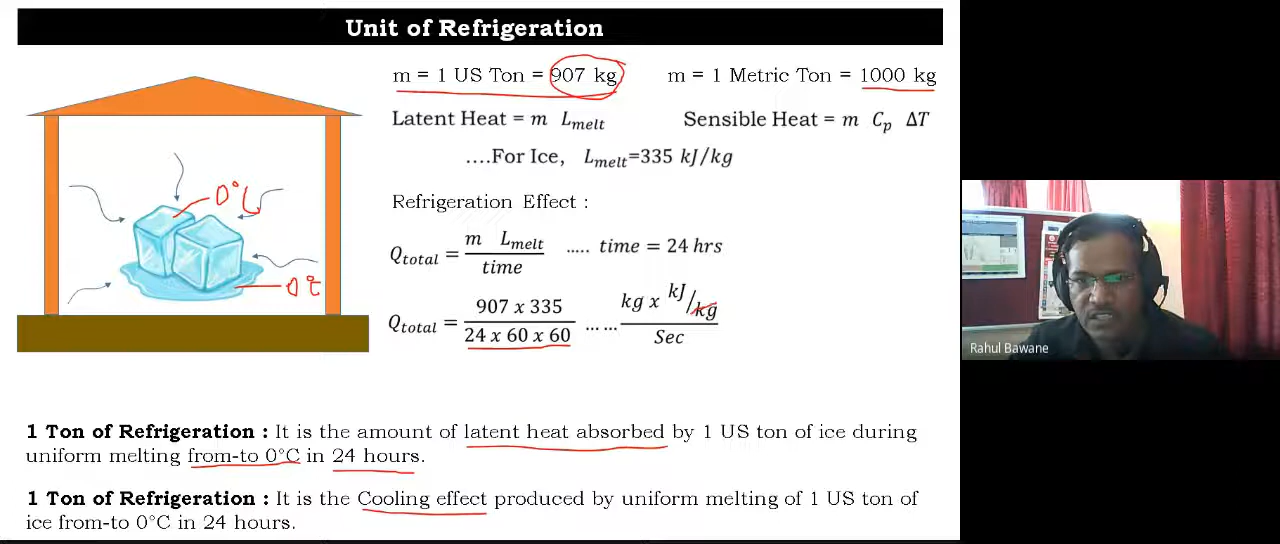 Unit of Refrigeration
m = 1 US Ton = 907 kg
m = 1 Metric Ton = 1000 kg
Latent Heat = m L_melt
Sensible Heat = m C_p ΔT
....For Ice, L_melt=335 kJ/kg
0°C
Refrigeration Effect :
Q_total = m L_melt / time ..... time = 24 hrs
0°C
Q_total = 907 x 335 / 24 x 60 x 60 ...... kg x kJ/kg / Sec
Rahul Bawane
1 Ton of Refrigeration : It is the amount of latent heat absorbed by 1 US ton of ice during
uniform melting from-to 0°C in 24 hours.
1 Ton of Refrigeration : It is the Cooling effect produced by uniform melting of 1 US ton of
ice from-to 0°C in 24 hours.